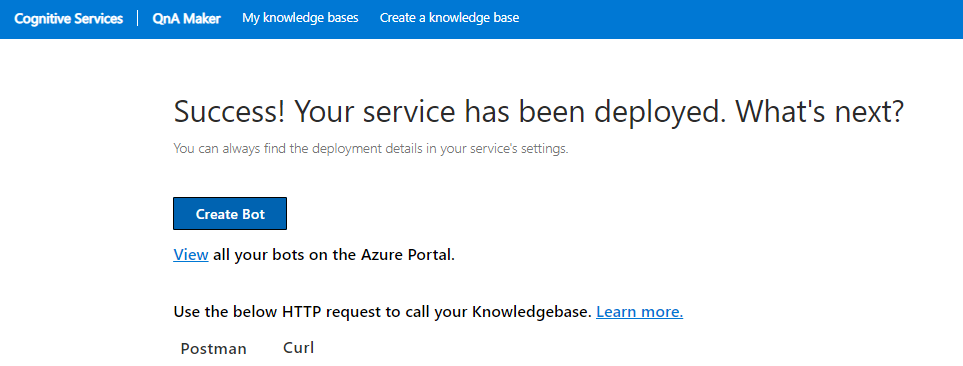 Cognitive Services | QnA Maker My knowledge bases Create a knowledge base
Success! Your service has been deployed. What's next?
You can always find the deployment details in your service's settings.
Create Bot
View all your bots on the Azure Portal.
Use the below HTTP request to call your Knowledgebase. Learn more.
Postman Curl